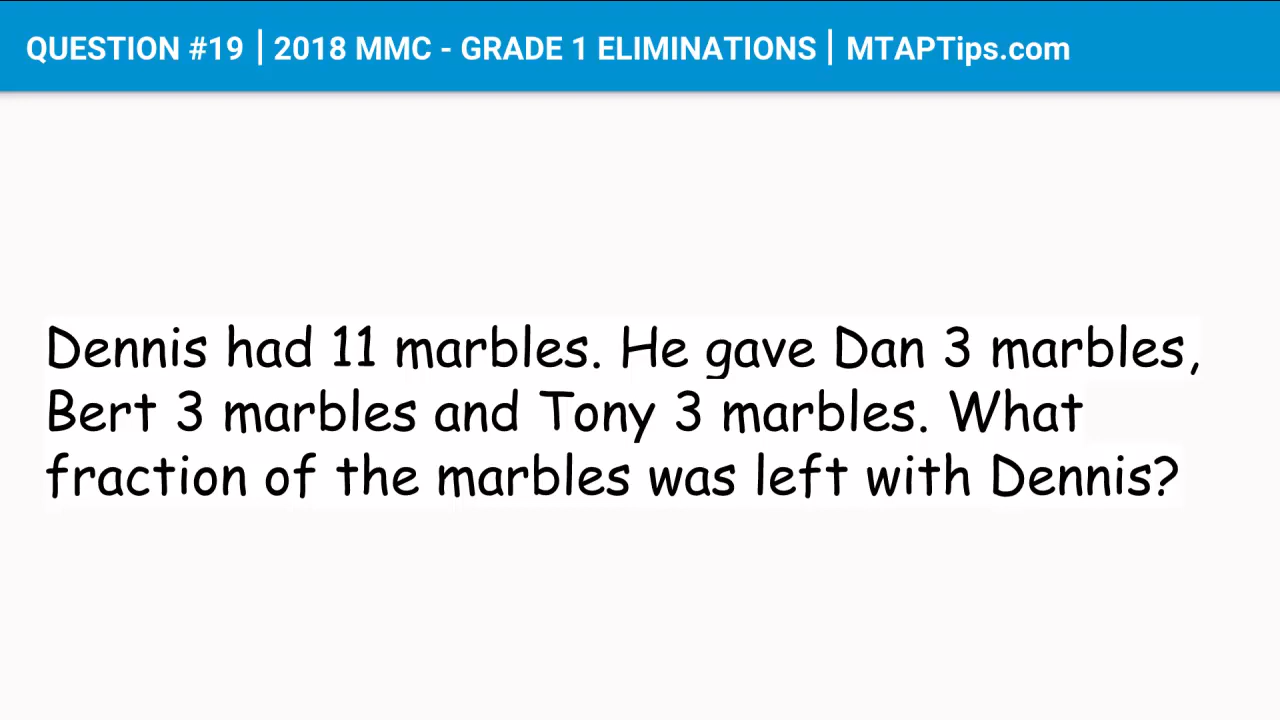 QUESTION #19 | 2018 MMC - GRADE 1 ELIMINATIONS | MTAPTips.com
Dennis had 11 marbles. He gave Dan 3 marbles,
Bert 3 marbles and Tony 3 marbles. What
fraction of the marbles was left with Dennis?